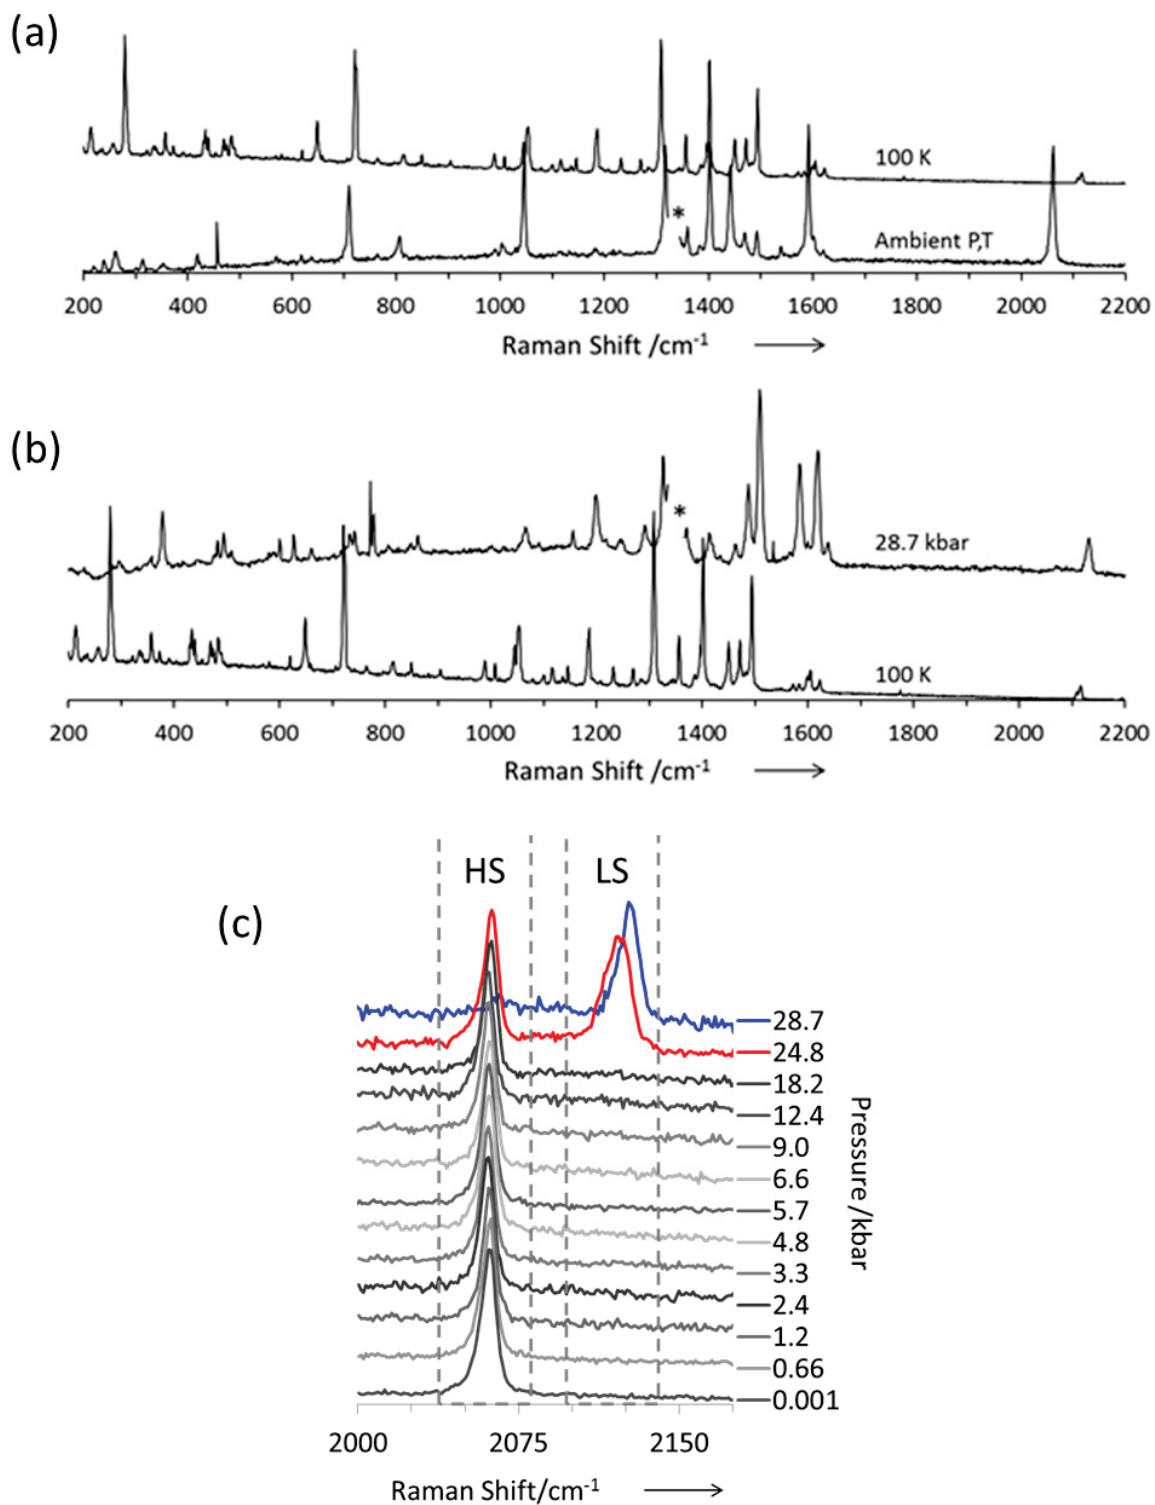 (a)
100 K
*
Ambient P,T
200 400 600 800 1000 1200 1400 1600 1800 2000 2200
Raman Shift /cm⁻¹
(b)
*
28.7 kbar
100 K
200 400 600 800 1000 1200 1400 1600 1800 2000 2200
Raman Shift /cm⁻¹
(c)
HS LS
28.7
24.8
18.2
12.4
9.0
6.6
5.7
4.8
3.3
2.4
1.2
0.66
0.001
Pressure /kbar
2000 2075 2150
Raman Shift/cm⁻¹